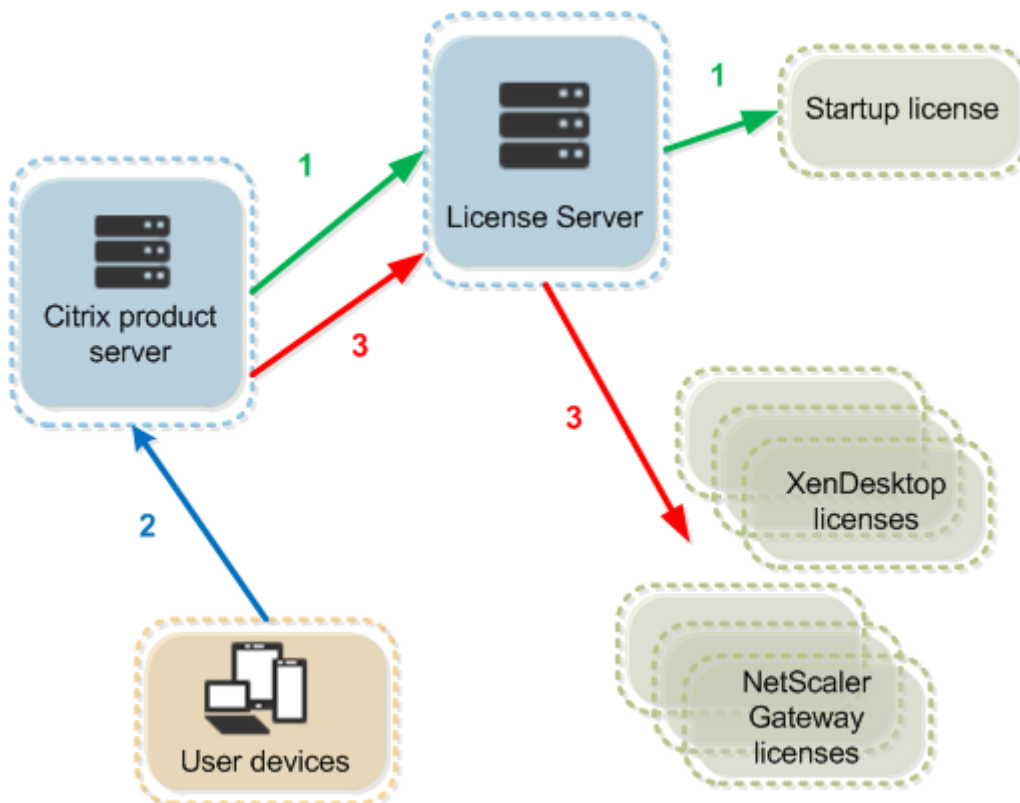 1
Startup license
1
License Server
Citrix product
server
3
3
XenDesktop
licenses
2
NetScaler
Gateway
licenses
User devices